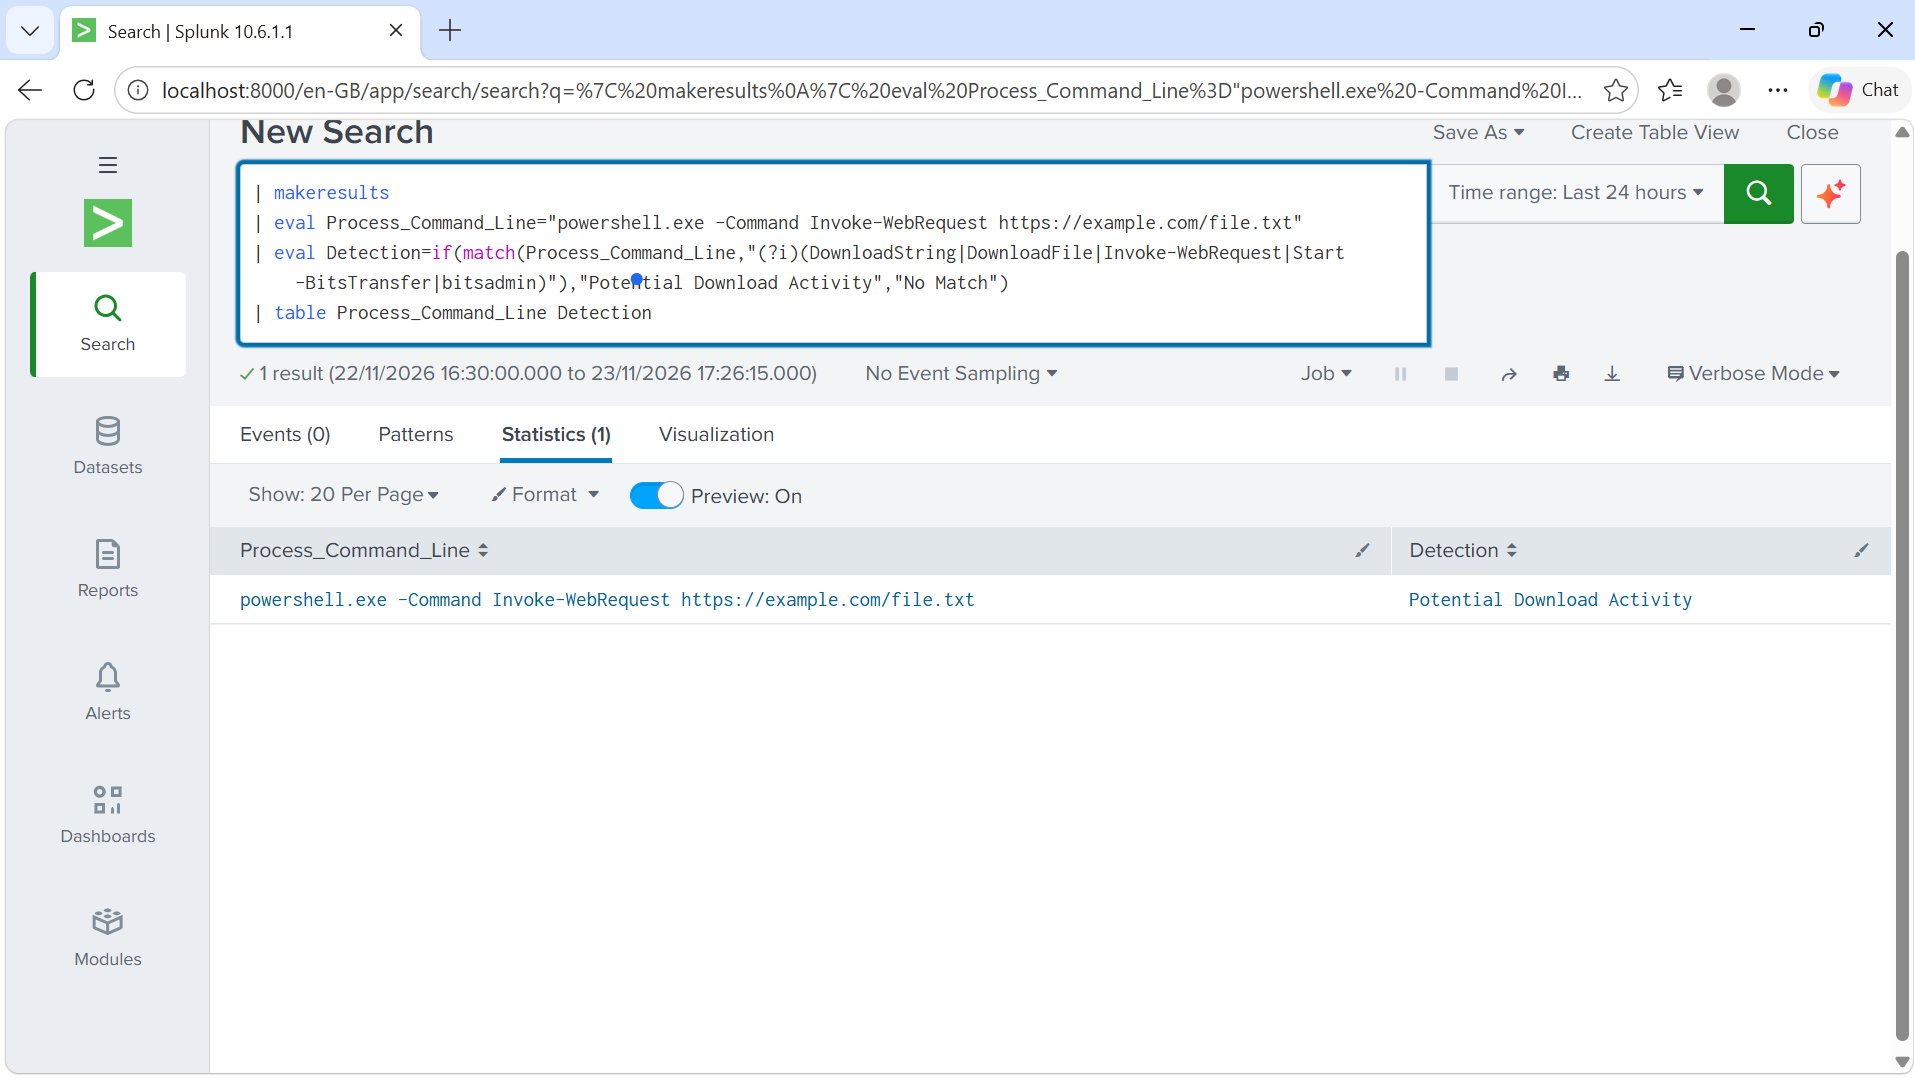 Search | Splunk 10.6.1.1
localhost:8000/en-GB/app/search/search?q=%7C%20makeresults%0A%7C%20eval%20Process_Command_Line%3D"powershell.exe%20-Command%20I...
Chat
New Search
Save As
Create Table View
Close
| makeresults
| eval Process_Command_Line="powershell.exe -Command Invoke-WebRequest https://example.com/file.txt"
| eval Detection=if(match(Process_Command_Line,"(?i)(DownloadString|DownloadFile|Invoke-WebRequest|Start
-BitsTransfer|bitsadmin)"),"Potential Download Activity","No Match")
| table Process_Command_Line Detection
Time range: Last 24 hours
1 result (22/11/2026 16:30:00.000 to 23/11/2026 17:26:15.000)
No Event Sampling
Job
Verbose Mode
Search
Datasets
Reports
Alerts
Dashboards
Modules
Events (0)
Patterns
Statistics (1)
Visualization
Show: 20 Per Page
Format
Preview: On
Process_Command_Line
Detection
powershell.exe -Command Invoke-WebRequest https://example.com/file.txt
Potential Download Activity